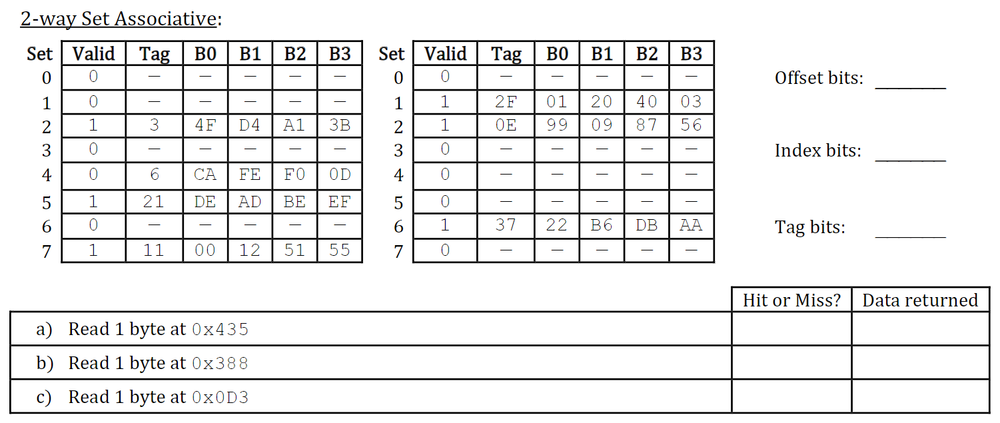 2-way Set Associative:
Set Valid Tag B0 B1 B2 B3 Set Valid Tag B0 B1 B2 B3
0 0 – – – – – 0 0 – – – – – Offset bits: ______
1 0 – – – – – 1 1 2F 01 20 40 03
2 1 3 4F D4 A1 3B 2 1 0E 99 09 87 56
3 0 – – – – – 3 0 – – – – – Index bits: ______
4 0 6 CA FE F0 0D 4 0 – – – – –
5 1 21 DE AD BE EF 5 0 – – – – –
6 0 – – – – – 6 1 37 22 B6 DB AA Tag bits: ______
7 1 11 00 12 51 55 7 0 – – – – –
Hit or Miss? Data returned
a) Read 1 byte at 0x435
b) Read 1 byte at 0x388
c) Read 1 byte at 0x0D3